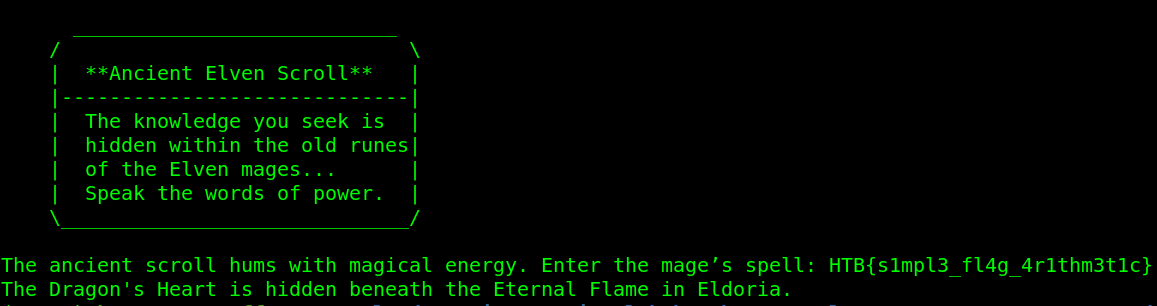 **Ancient Elven Scroll**
The knowledge you seek is
hidden within the old runes
of the Elven mages...
Speak the words of power.
The ancient scroll hums with magical energy. Enter the mage’s spell: HTB{s1mpl3_fl4g_4r1thm3t1c}
The Dragon's Heart is hidden beneath the Eternal Flame in Eldoria.